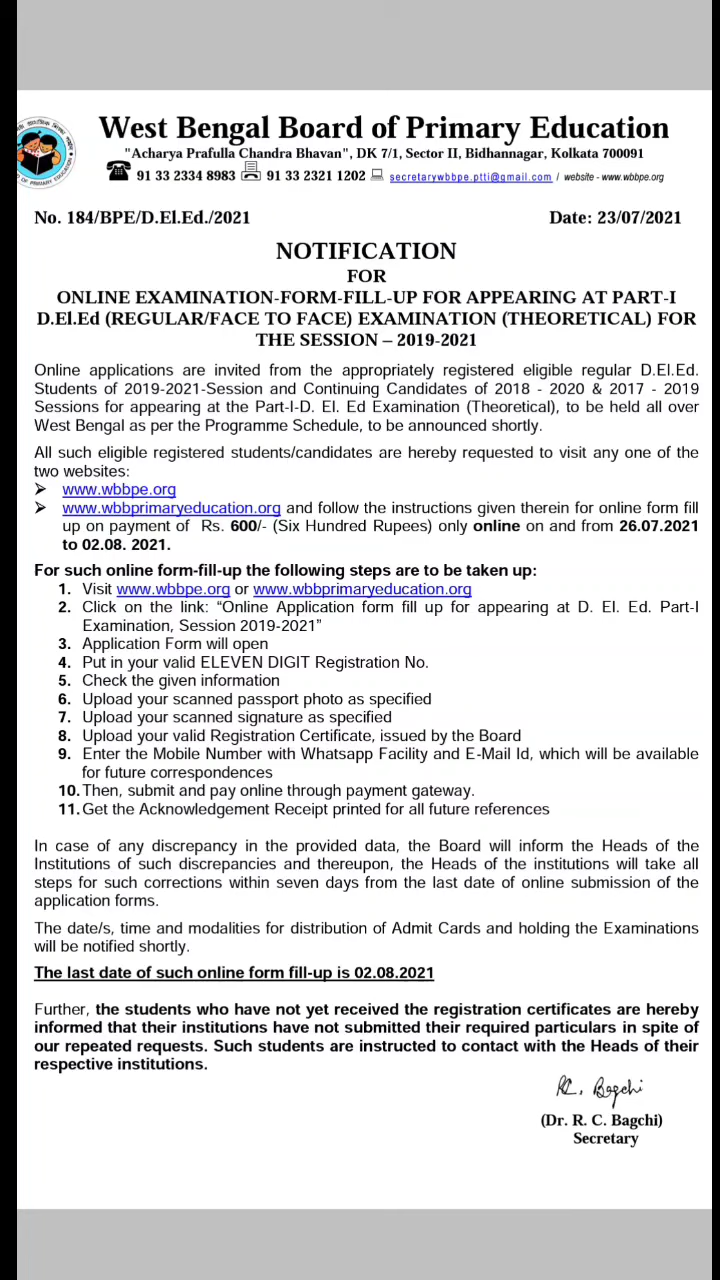 West Bengal Board of Primary Education
"Acharya Prafulla Chandra Bhavan", DK 7/1, Sector II, Bidhannagar, Kolkata 700091
91 33 2334 8983 91 33 2321 1202 secretarywbbpe.ptti@gmail.com / website - www.wbbpe.org
No. 184/BPE/D.El.Ed./2021 Date: 23/07/2021
NOTIFICATION
FOR
ONLINE EXAMINATION-FORM-FILL-UP FOR APPEARING AT PART-I
D.El.Ed (REGULAR/FACE TO FACE) EXAMINATION (THEORETICAL) FOR
THE SESSION – 2019-2021
Online applications are invited from the appropriately registered eligible regular D.El.Ed.
Students of 2019-2021-Session and Continuing Candidates of 2018 - 2020 & 2017 - 2019
Sessions for appearing at the Part-I-D. El. Ed Examination (Theoretical), to be held all over
West Bengal as per the Programme Schedule, to be announced shortly.
All such eligible registered students/candidates are hereby requested to visit any one of the
two websites:
➢ www.wbbpe.org
➢ www.wbbprimaryeducation.org and follow the instructions given therein for online form fill
up on payment of Rs. 600/- (Six Hundred Rupees) only online on and from 26.07.2021
to 02.08. 2021.
For such online form-fill-up the following steps are to be taken up:
1. Visit www.wbbpe.org or www.wbbprimaryeducation.org
2. Click on the link: “Online Application form fill up for appearing at D. El. Ed. Part-I
Examination, Session 2019-2021”
3. Application Form will open
4. Put in your valid ELEVEN DIGIT Registration No.
5. Check the given information
6. Upload your scanned passport photo as specified
7. Upload your scanned signature as specified
8. Upload your valid Registration Certificate, issued by the Board
9. Enter the Mobile Number with Whatsapp Facility and E-Mail Id, which will be available
for future correspondences
10. Then, submit and pay online through payment gateway.
11. Get the Acknowledgement Receipt printed for all future references
In case of any discrepancy in the provided data, the Board will inform the Heads of the
Institutions of such discrepancies and thereupon, the Heads of the institutions will take all
steps for such corrections within seven days from the last date of online submission of the
application forms.
The date/s, time and modalities for distribution of Admit Cards and holding the Examinations
will be notified shortly.
The last date of such online form fill-up is 02.08.2021
Further, the students who have not yet received the registration certificates are hereby
informed that their institutions have not submitted their required particulars in spite of
our repeated requests. Such students are instructed to contact with the Heads of their
respective institutions.
R.C. Bagchi
(Dr. R. C. Bagchi)
Secretary